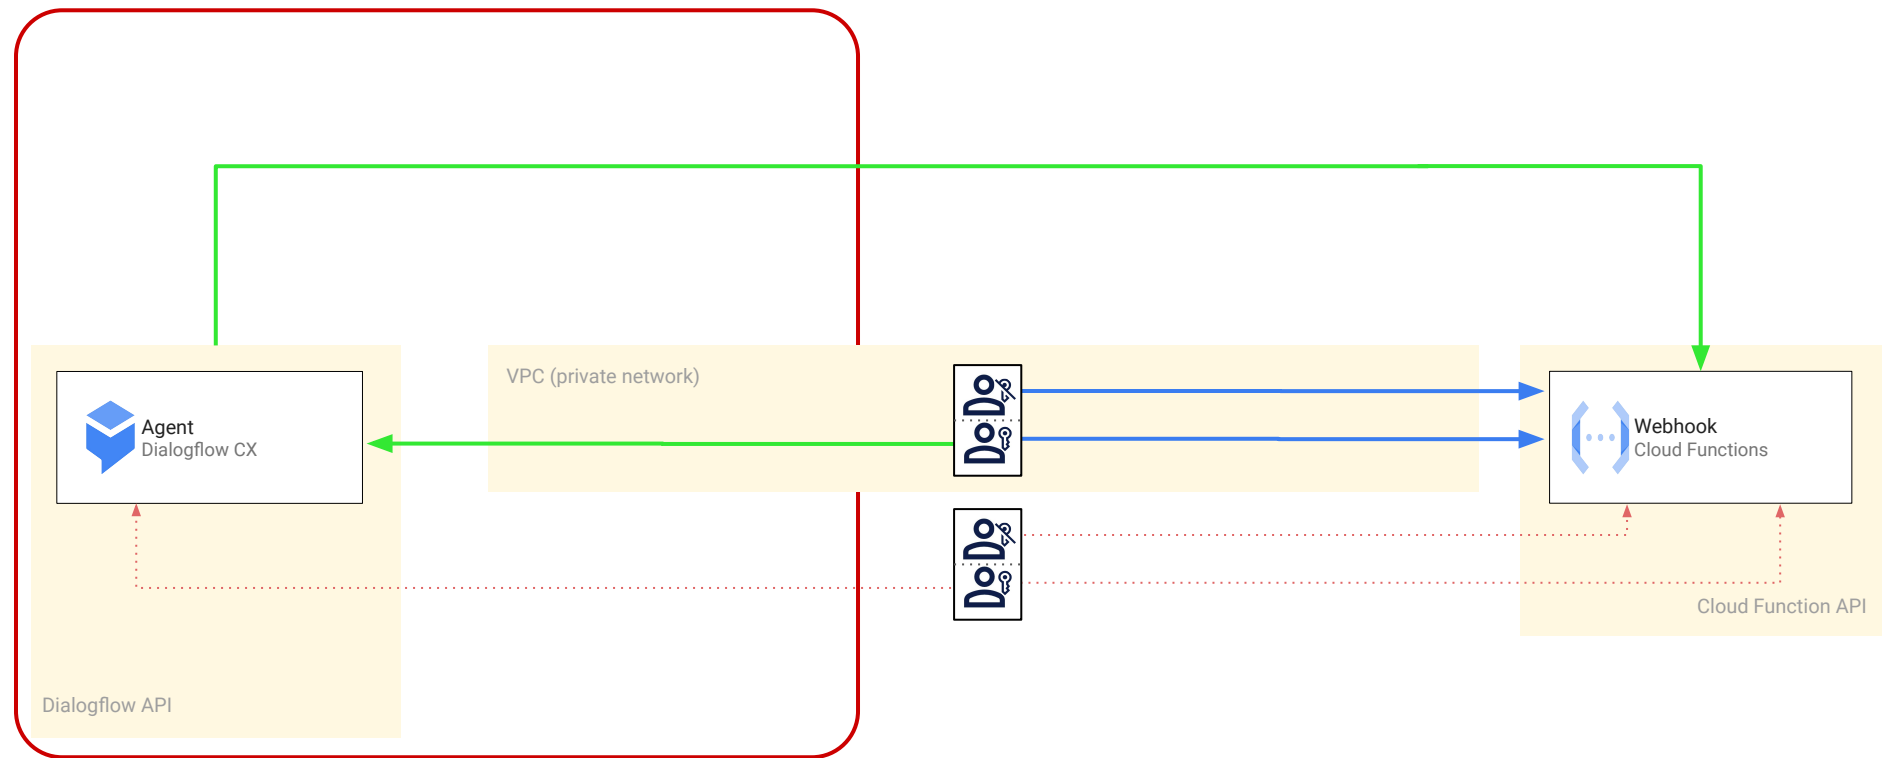 VPC (private network)
Agent
Dialogflow CX
Webhook
Cloud Functions
Cloud Function API
Dialogflow API